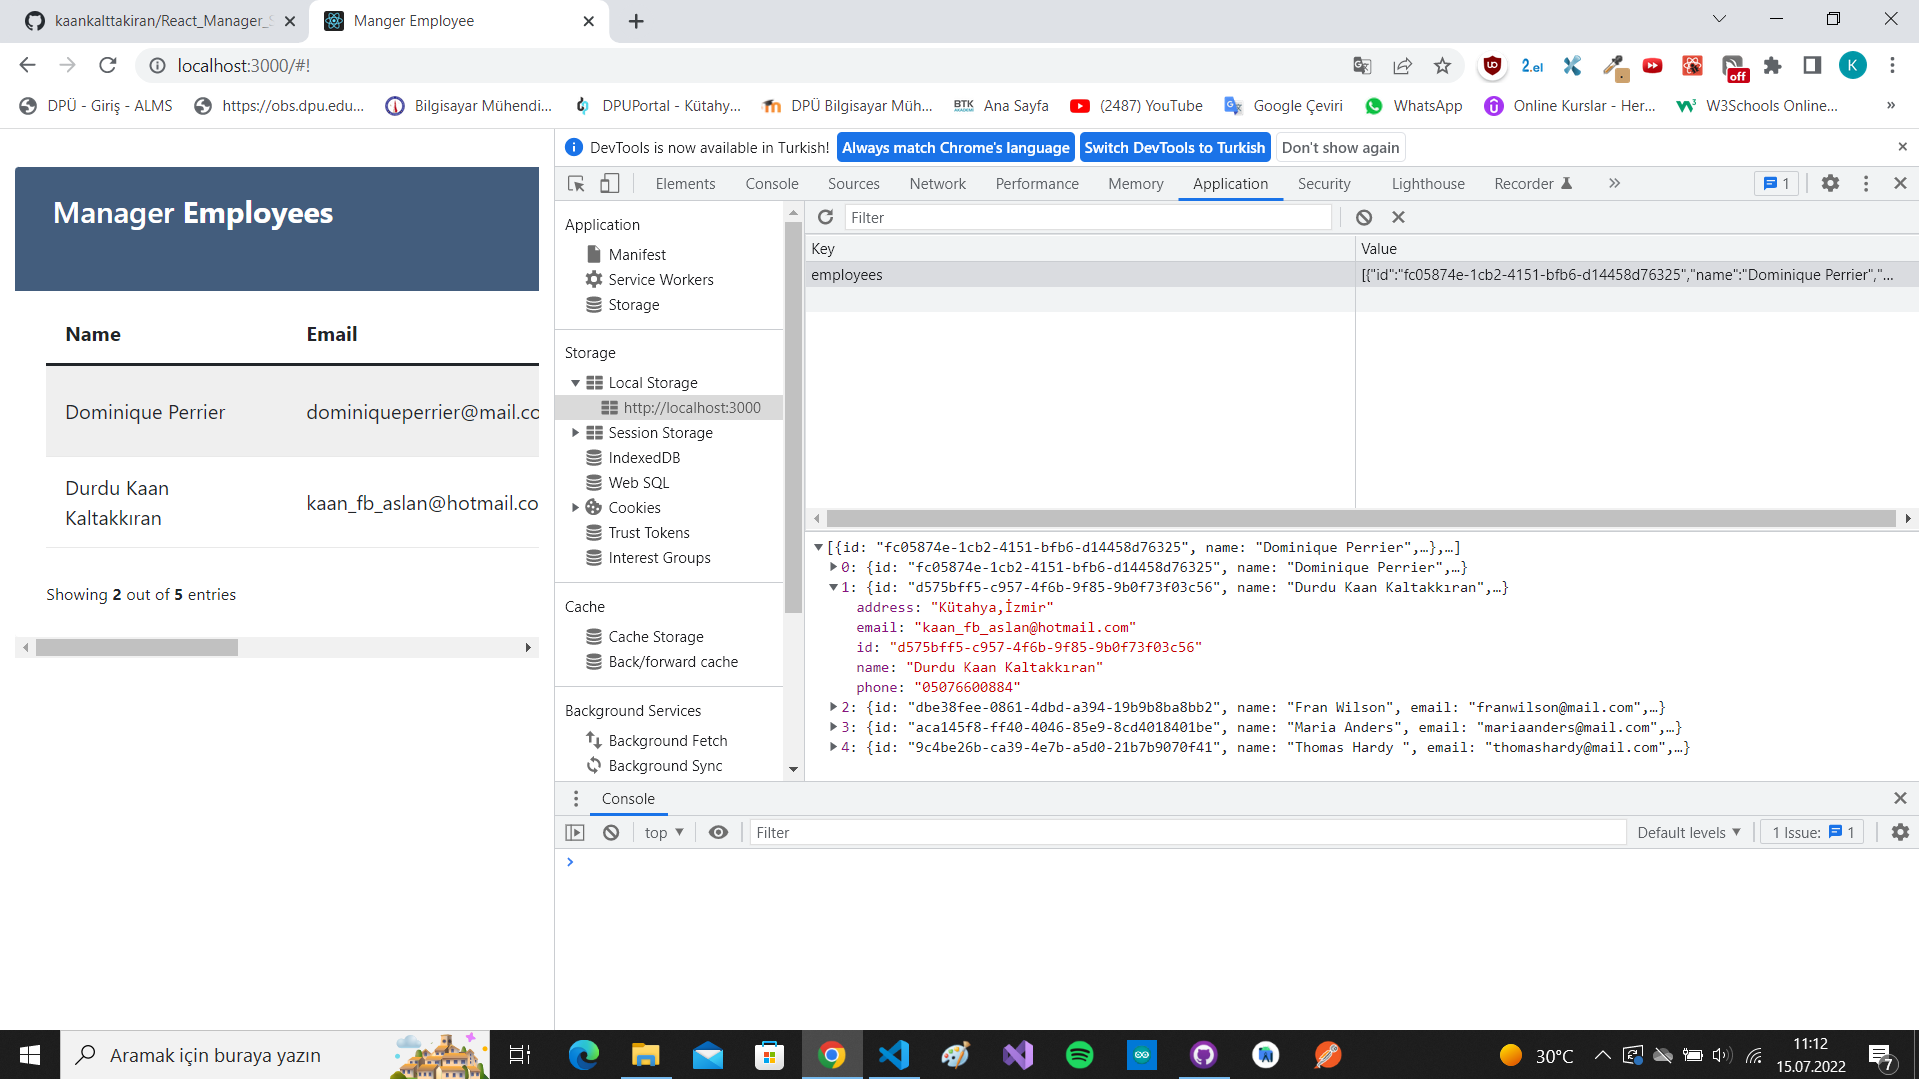 kaankalttakiran/React_Manager_S
Manger Employee
localhost:3000/#!
2.el
off
K
DPÜ - Giriş - ALMS
https://obs.dpu.edu...
Bilgisayar Mühendi...
DPUPortal - Kütahy...
DPÜ Bilgisayar Müh...
BTK AKADEMİ Ana Sayfa
(2487) YouTube
Google Çeviri
WhatsApp
Online Kurslar - Her...
W3Schools Online...
»
DevTools is now available in Turkish! Always match Chrome's language Switch DevTools to Turkish Don't show again
Elements Console Sources Network Performance Memory Application Security Lighthouse Recorder » 1
Manager Employees
Name Email
Dominique Perrier dominiqueperrier@mail.co
Durdu Kaan
Kaltakkıran
kaan_fb_aslan@hotmail.co
Showing 2 out of 5 entries
Application
Manifest
Service Workers
Storage
Storage
Local Storage
http://localhost:3000
Session Storage
IndexedDB
Web SQL
Cookies
Trust Tokens
Interest Groups
Cache
Cache Storage
Back/forward cache
Background Services
Background Fetch
Background Sync
Filter
Key Value
employees [{"id":"fc05874e-1cb2-4151-bfb6-d14458d76325","name":"Dominique Perrier","...
[{id: "fc05874e-1cb2-4151-bfb6-d14458d76325", name: "Dominique Perrier",…},…]
0: {id: "fc05874e-1cb2-4151-bfb6-d14458d76325", name: "Dominique Perrier",…}
1: {id: "d575bff5-c957-4f6b-9f85-9b0f73f03c56", name: "Durdu Kaan Kaltakkıran",…}
address: "Kütahya,İzmir"
email: "kaan_fb_aslan@hotmail.com"
id: "d575bff5-c957-4f6b-9f85-9b0f73f03c56"
name: "Durdu Kaan Kaltakkıran"
phone: "05076600884"
2: {id: "dbe38fee-0861-4dbd-a394-19b9b8ba8bb2", name: "Fran Wilson", email: "franwilson@mail.com",…}
3: {id: "aca145f8-ff40-4046-85e9-8cd4018401be", name: "Maria Anders", email: "mariaanders@mail.com",…}
4: {id: "9c4be26b-ca39-4e7b-a5d0-21b7b9070f41", name: "Thomas Hardy ", email: "thomashardy@mail.com",…}
Console
top Filter Default levels 1 Issue: 1
Aramak için buraya yazın
30°C
11:12
15.07.2022
7